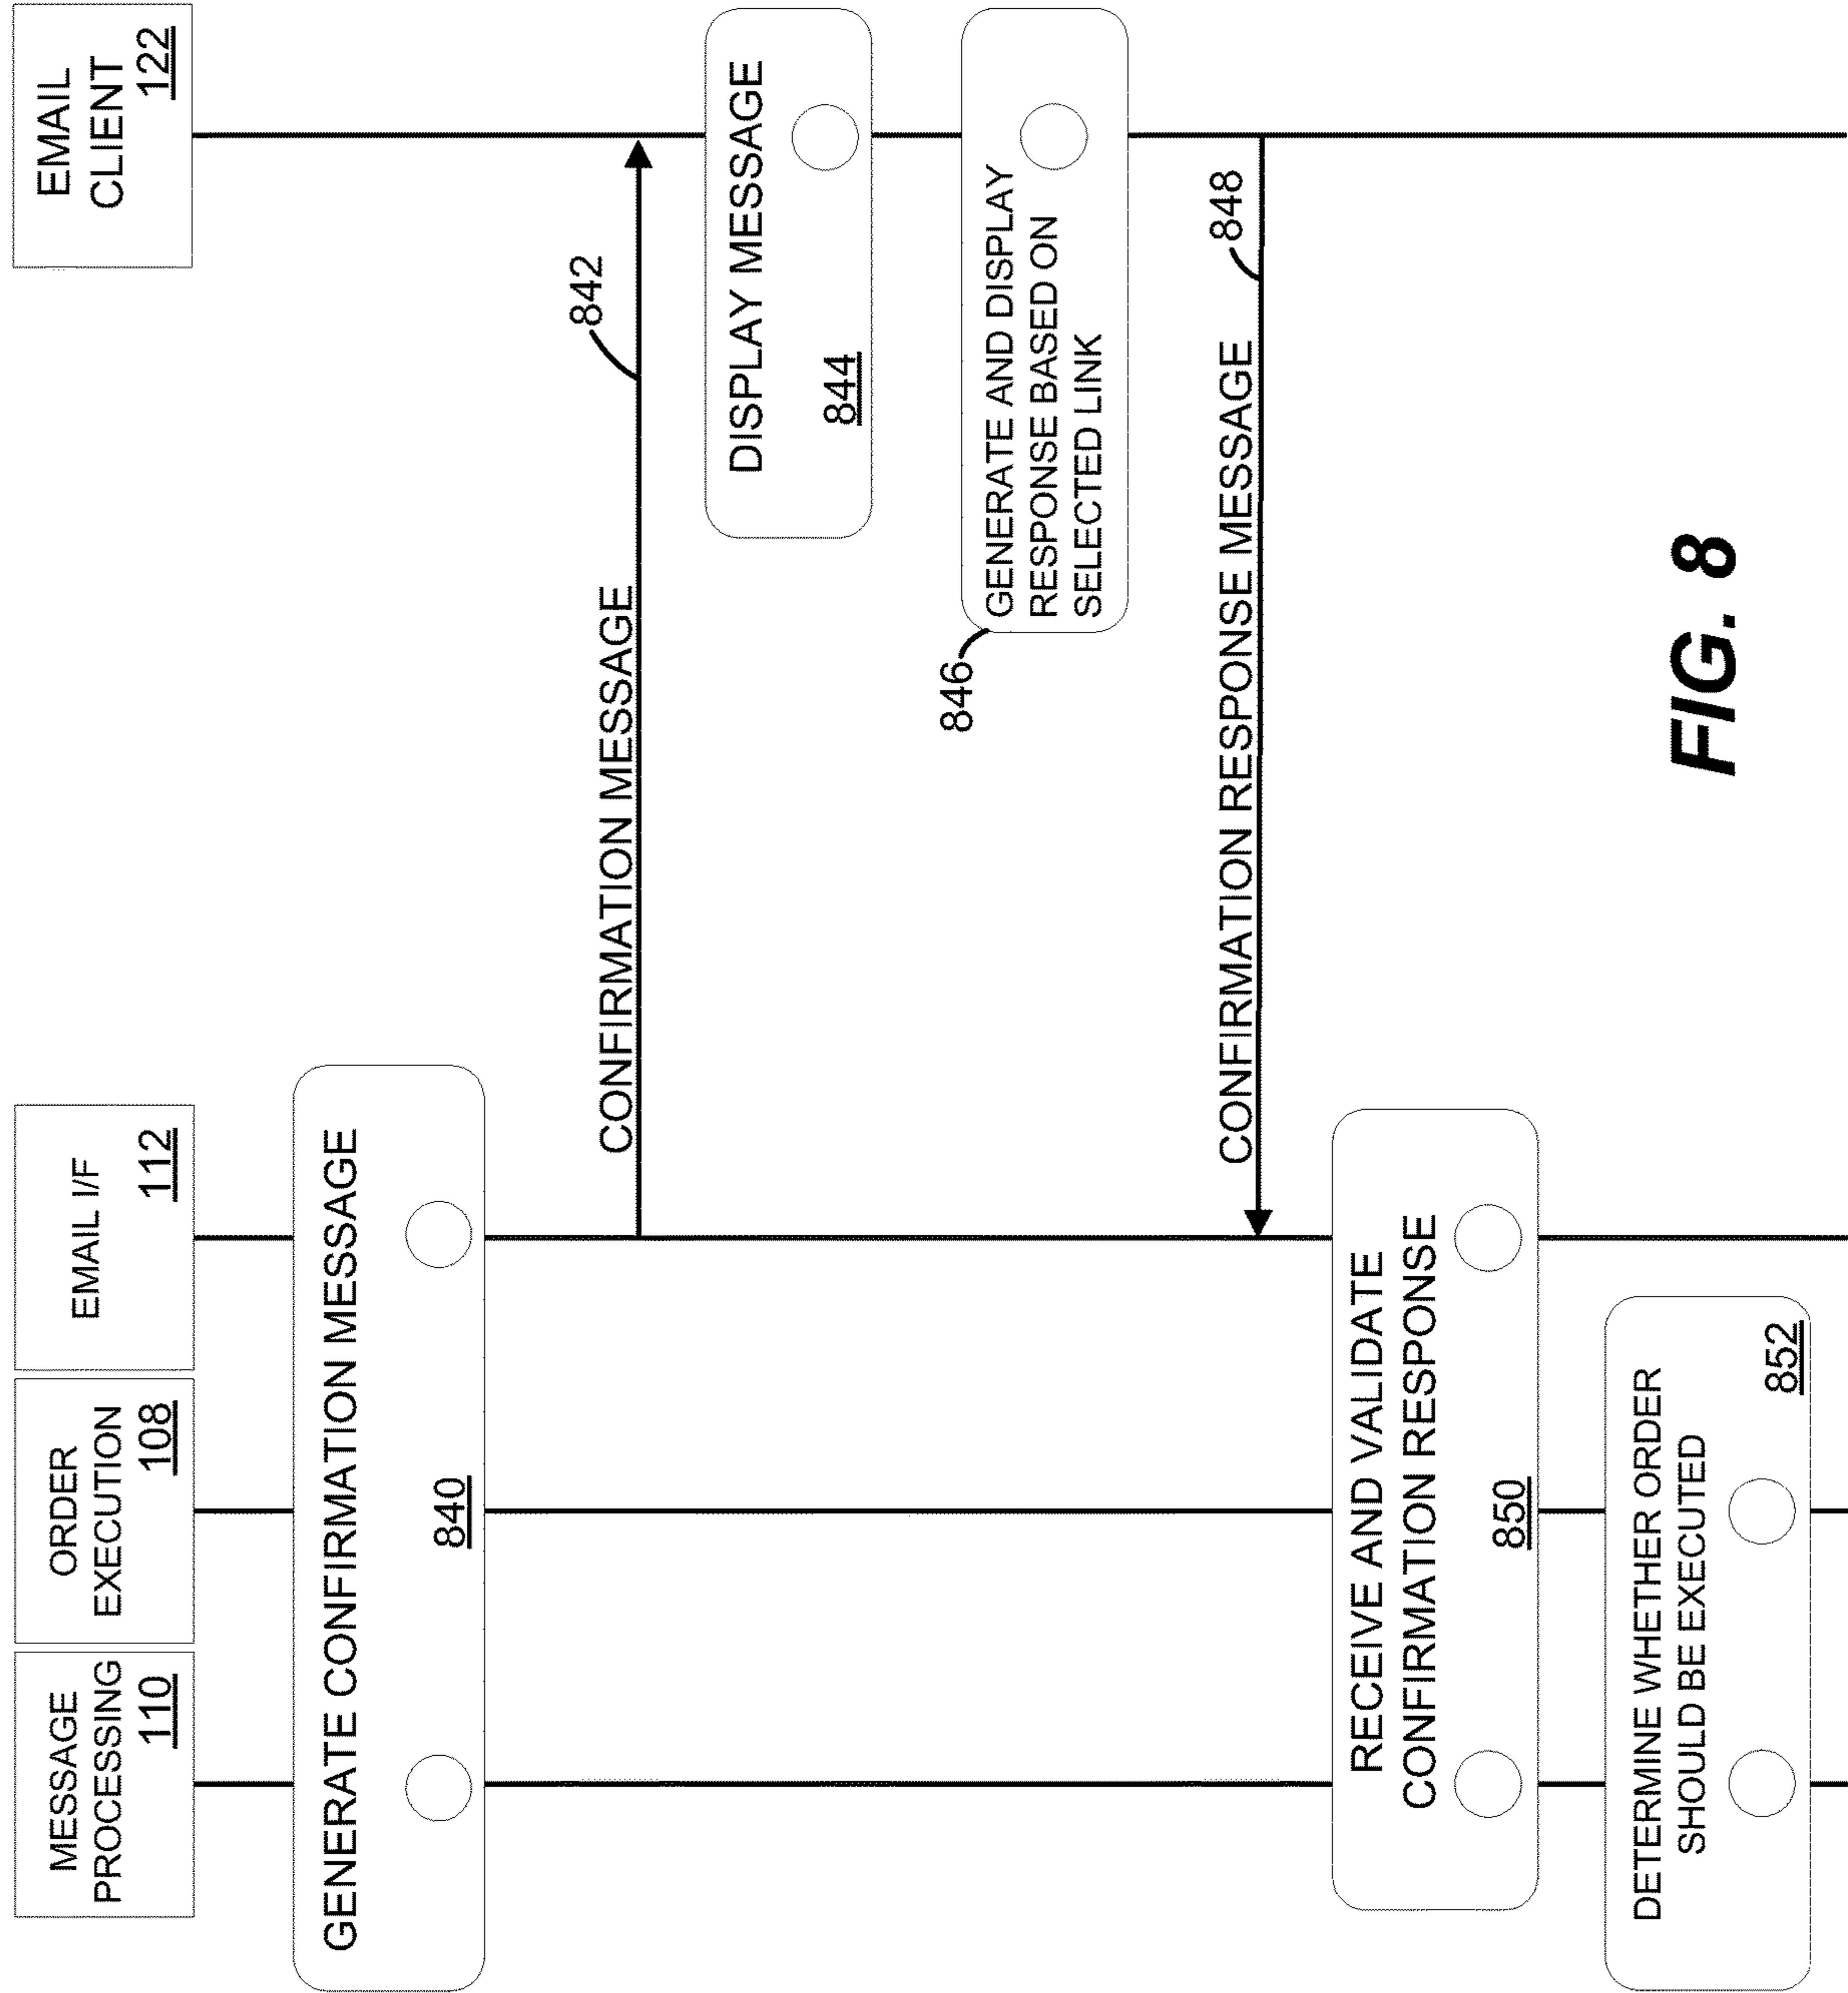 MESSAGE
PROCESSING
110
ORDER
EXECUTION
108
EMAIL I/F
112
EMAIL
CLIENT
122
GENERATE CONFIRMATION MESSAGE
840
CONFIRMATION MESSAGE
842
DISPLAY MESSAGE
844
846
GENERATE AND DISPLAY
RESPONSE BASED ON
SELECTED LINK
CONFIRMATION RESPONSE MESSAGE
848
RECEIVE AND VALIDATE
CONFIRMATION RESPONSE
850
DETERMINE WHETHER ORDER
SHOULD BE EXECUTED
852
FIG. 8